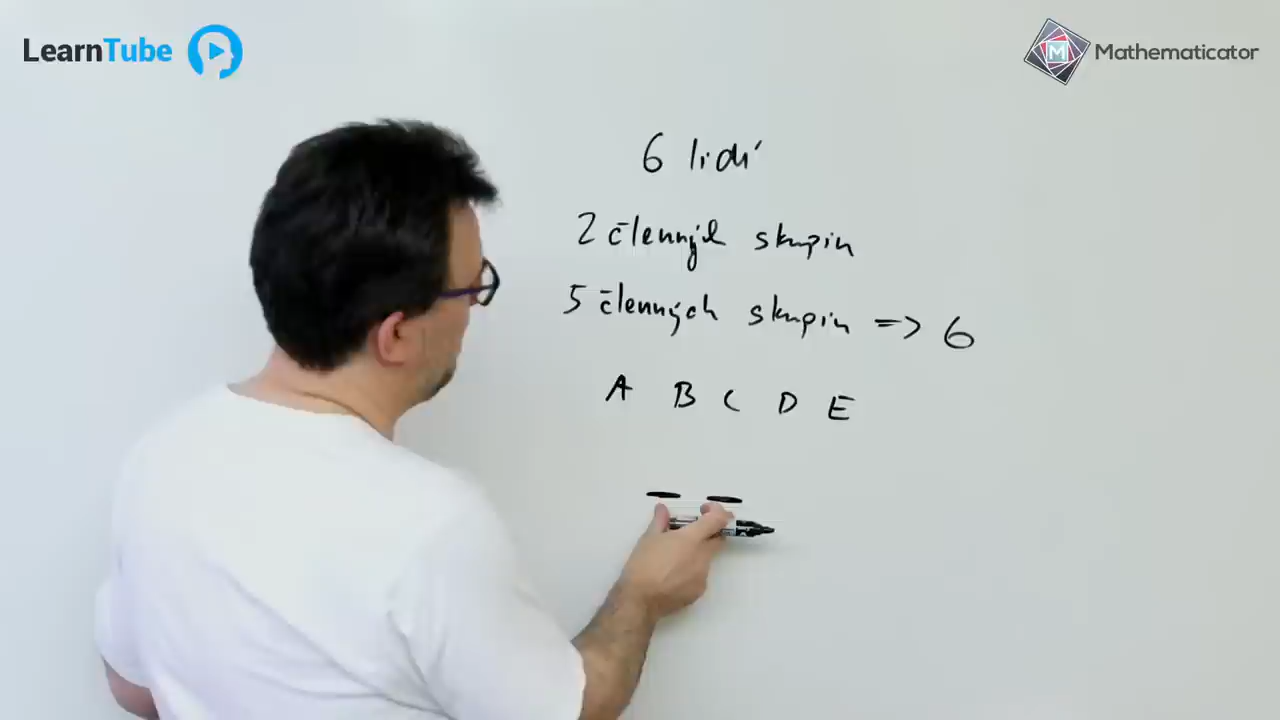 LearnTube
Mathematicator
6 lidí
2 členných skupin
5 členných skupin => 6
A B C D E